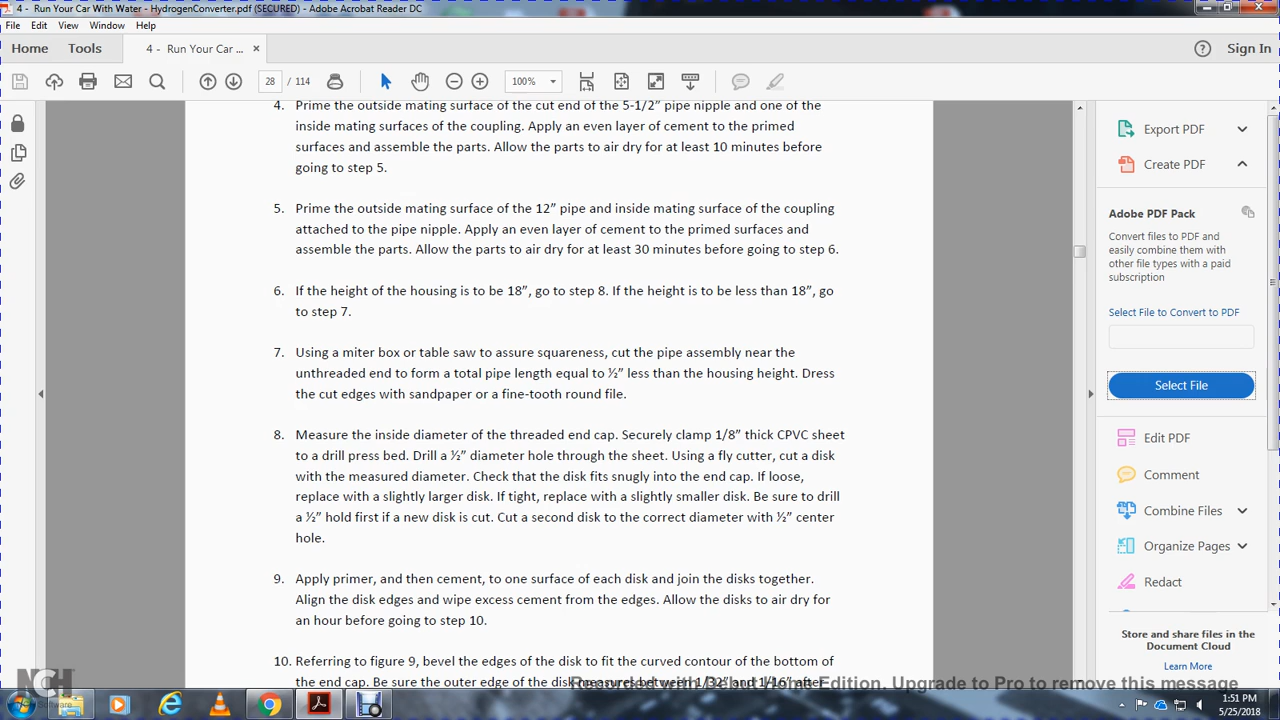 4 - Run Your Car With Water - HydrogenConverter.pdf (SECURED) - Adobe Acrobat Reader DC
File Edit View Window Help
Home Tools 4 - Run Your Car ... × Sign In
28 / 114 100%
4. Prime the outside mating surface of the cut end of the 5-1/2” pipe nipple and one of the
inside mating surfaces of the coupling. Apply an even layer of cement to the primed
surfaces and assemble the parts. Allow the parts to air dry for at least 10 minutes before
going to step 5.
5. Prime the outside mating surface of the 12” pipe and inside mating surface of the coupling
attached to the pipe nipple. Apply an even layer of cement to the primed surfaces and
assemble the parts. Allow the parts to air dry for at least 30 minutes before going to step 6.
6. If the height of the housing is to be 18”, go to step 8. If the height is to be less than 18”, go
to step 7.
7. Using a miter box or table saw to assure squareness, cut the pipe assembly near the
unthreaded end to form a total pipe length equal to ½” less than the housing height. Dress
the cut edges with sandpaper or a fine-tooth round file.
8. Measure the inside diameter of the threaded end cap. Securely clamp 1/8” thick CPVC sheet
to a drill press bed. Drill a ½” diameter hole through the sheet. Using a fly cutter, cut a disk
with the measured diameter. Check that the disk fits snugly into the end cap. If loose,
replace with a slightly larger disk. If tight, replace with a slightly smaller disk. Be sure to drill
a ½” hold first if a new disk is cut. Cut a second disk to the correct diameter with ½” center
hole.
9. Apply primer, and then cement, to one surface of each disk and join the disks together.
Align the disk edges and wipe excess cement from the edges. Allow the disks to air dry for
an hour before going to step 10.
10. Referring to figure 9, bevel the edges of the disk to fit the curved contour of the bottom of
the end cap. Be sure the outer edge of the disk measures between 1/32” and 1/16” after
Export PDF
Create PDF
Adobe PDF Pack
Convert files to PDF and
easily combine them with
other file types with a paid
subscription
Select File to Convert to PDF
Select File
Edit PDF
Comment
Combine Files
Organize Pages
Redact
Store and share files in the
Document Cloud
Learn More
NCH
Software
Edition. Upgrade to Pro to remove this message
1:51 PM
5/25/2018